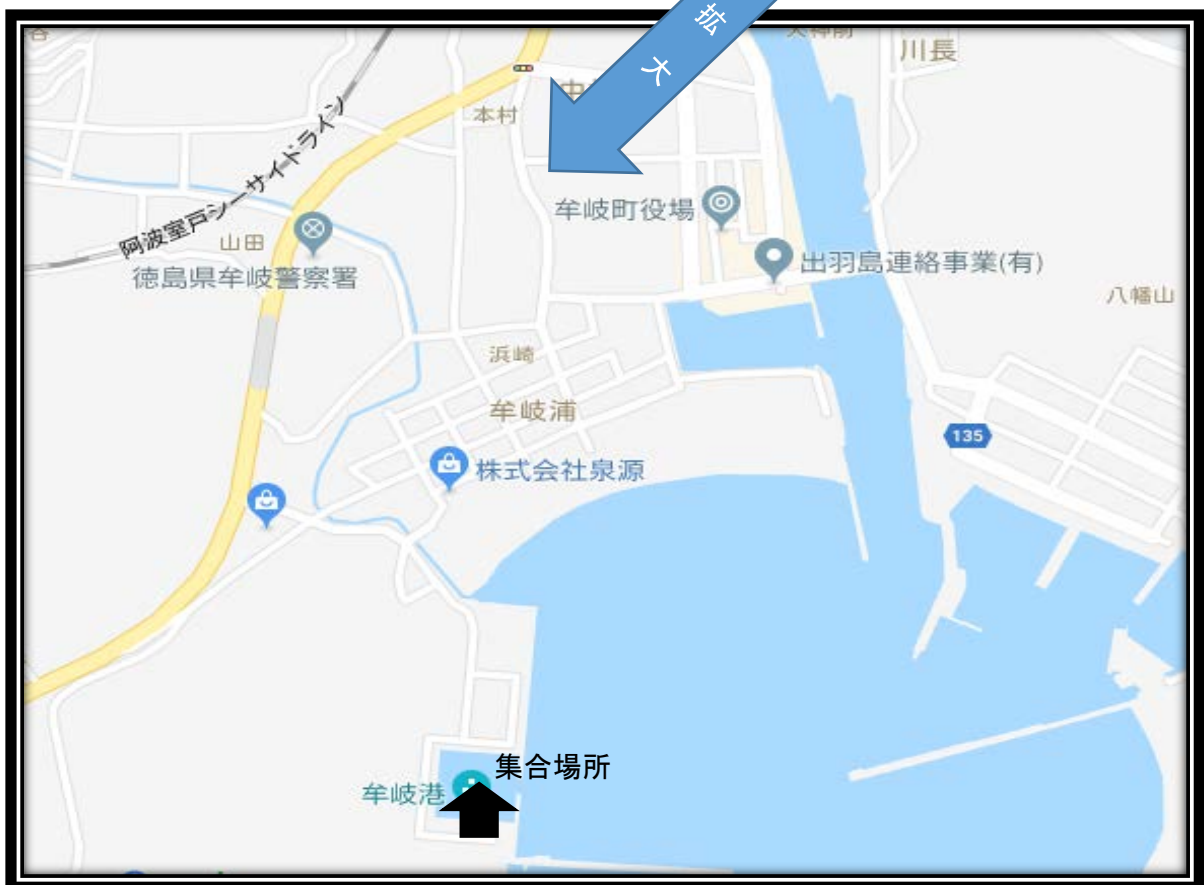 拡大
川長
本村
牟岐町役場
阿波室戸シーサイドライン
山田
徳島県牟岐警察署
出羽島連絡事業(有)
八幡山
浜崎
牟岐浦
135
株式会社泉源
集合場所
牟岐港